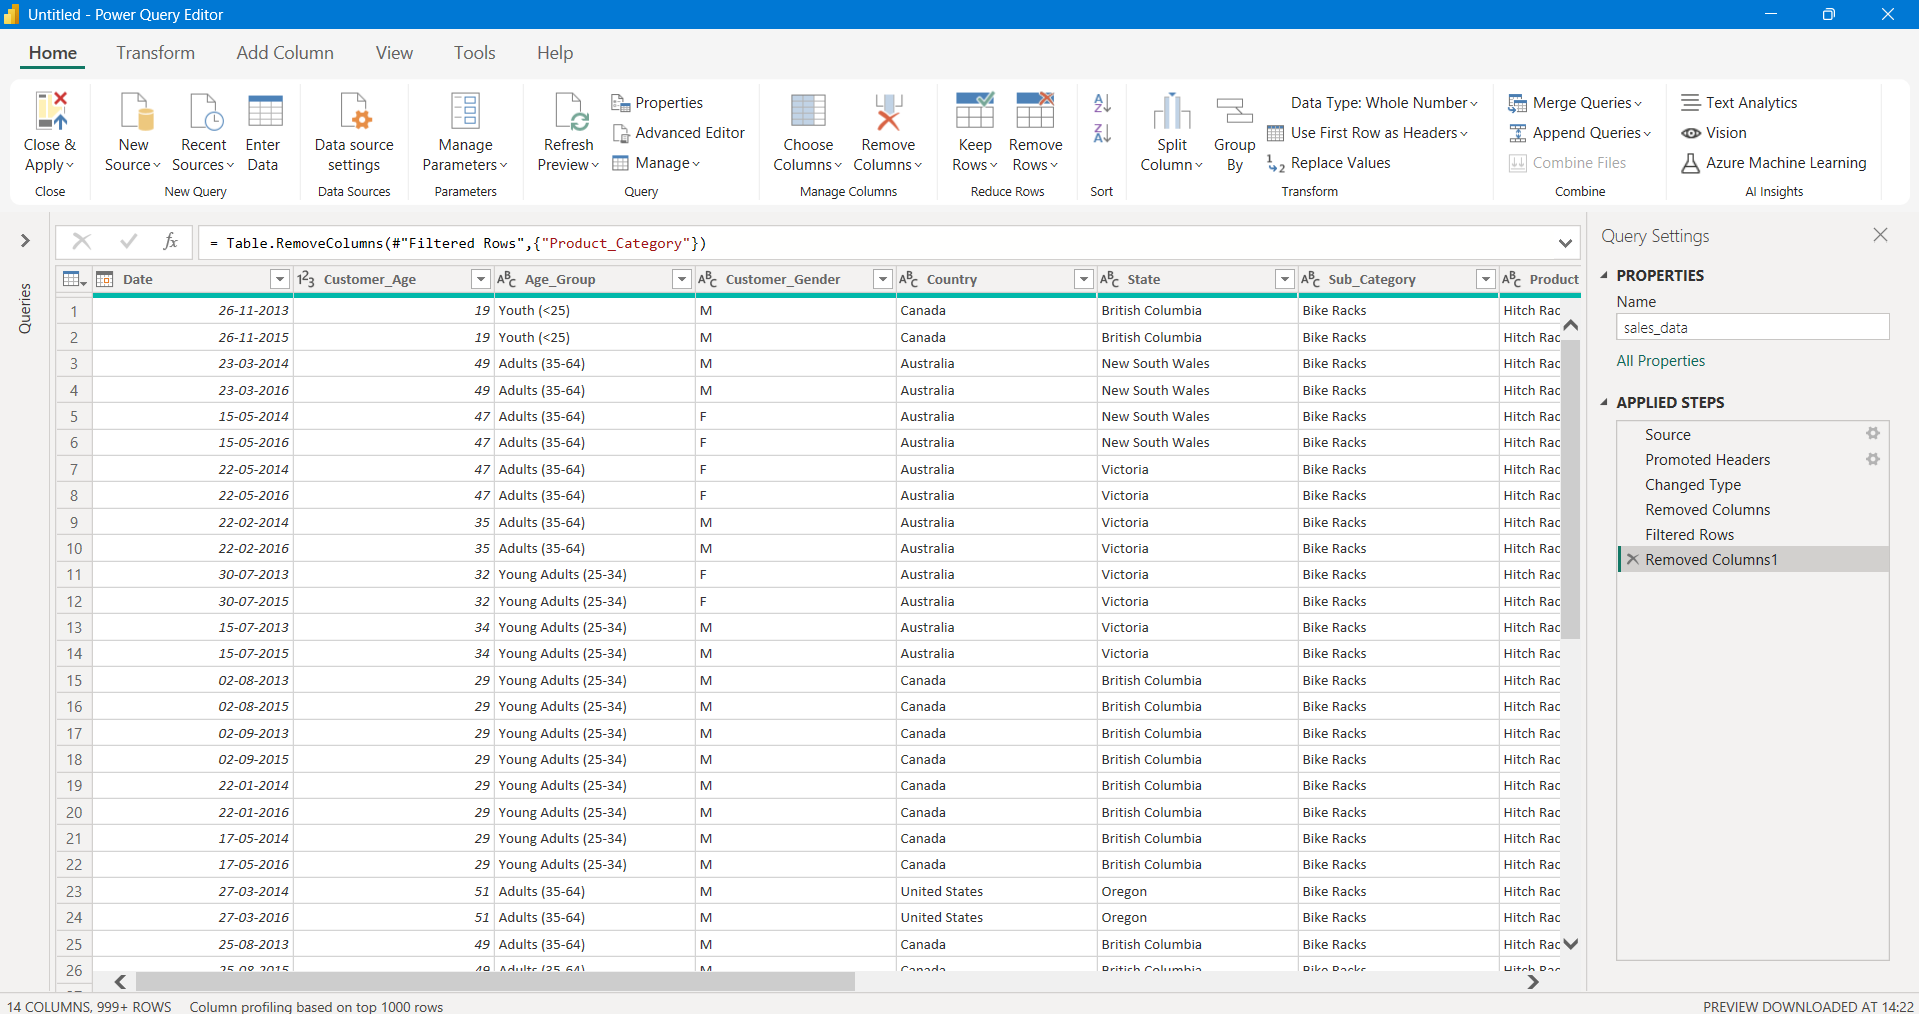 Untitled - Power Query Editor
Home Transform Add Column View Tools Help
Close & Apply
Close
New Source
Recent Sources
Enter Data
New Query
Data source settings
Data Sources
Manage Parameters
Parameters
Refresh Preview
Properties
Advanced Editor
Manage
Query
Choose Columns
Remove Columns
Manage Columns
Keep Rows
Remove Rows
Reduce Rows
Sort
Split Column
Group By
Data Type: Whole Number
Use First Row as Headers
Replace Values
Transform
Merge Queries
Append Queries
Combine Files
Combine
Text Analytics
Vision
Azure Machine Learning
AI Insights
Queries
fx = Table.RemoveColumns(#"Filtered Rows",{"Product_Category"})
Date Customer_Age Age_Group Customer_Gender Country State Sub_Category Product
1 26-11-2013 19 Youth (<25) M Canada British Columbia Bike Racks Hitch Rac
2 26-11-2015 19 Youth (<25) M Canada British Columbia Bike Racks Hitch Rac
3 23-03-2014 49 Adults (35-64) M Australia New South Wales Bike Racks Hitch Rac
4 23-03-2016 49 Adults (35-64) M Australia New South Wales Bike Racks Hitch Rac
5 15-05-2014 47 Adults (35-64) F Australia New South Wales Bike Racks Hitch Rac
6 15-05-2016 47 Adults (35-64) F Australia New South Wales Bike Racks Hitch Rac
7 22-05-2014 47 Adults (35-64) F Australia Victoria Bike Racks Hitch Rac
8 22-05-2016 47 Adults (35-64) F Australia Victoria Bike Racks Hitch Rac
9 22-02-2014 35 Adults (35-64) M Australia Victoria Bike Racks Hitch Rac
10 22-02-2016 35 Adults (35-64) M Australia Victoria Bike Racks Hitch Rac
11 30-07-2013 32 Young Adults (25-34) F Australia Victoria Bike Racks Hitch Rac
12 30-07-2015 32 Young Adults (25-34) F Australia Victoria Bike Racks Hitch Rac
13 15-07-2013 34 Young Adults (25-34) M Australia Victoria Bike Racks Hitch Rac
14 15-07-2015 34 Young Adults (25-34) M Australia Victoria Bike Racks Hitch Rac
15 02-08-2013 29 Young Adults (25-34) M Canada British Columbia Bike Racks Hitch Rac
16 02-08-2015 29 Young Adults (25-34) M Canada British Columbia Bike Racks Hitch Rac
17 02-09-2013 29 Young Adults (25-34) M Canada British Columbia Bike Racks Hitch Rac
18 02-09-2015 29 Young Adults (25-34) M Canada British Columbia Bike Racks Hitch Rac
19 22-01-2014 29 Young Adults (25-34) M Canada British Columbia Bike Racks Hitch Rac
20 22-01-2016 29 Young Adults (25-34) M Canada British Columbia Bike Racks Hitch Rac
21 17-05-2014 29 Young Adults (25-34) M Canada British Columbia Bike Racks Hitch Rac
22 17-05-2016 29 Young Adults (25-34) M Canada British Columbia Bike Racks Hitch Rac
23 27-03-2014 51 Adults (35-64) M United States Oregon Bike Racks Hitch Rac
24 27-03-2016 51 Adults (35-64) M United States Oregon Bike Racks Hitch Rac
25 25-08-2013 49 Adults (35-64) M Canada British Columbia Bike Racks Hitch Rac
26 25-08-2015 49 Adults (35-64) M Canada British Columbia Bike Racks Hitch Rac
Query Settings
PROPERTIES
Name
sales_data
All Properties
APPLIED STEPS
Source
Promoted Headers
Changed Type
Removed Columns
Filtered Rows
Removed Columns1
14 COLUMNS, 999+ ROWS Column profiling based on top 1000 rows
PREVIEW DOWNLOADED AT 14:22